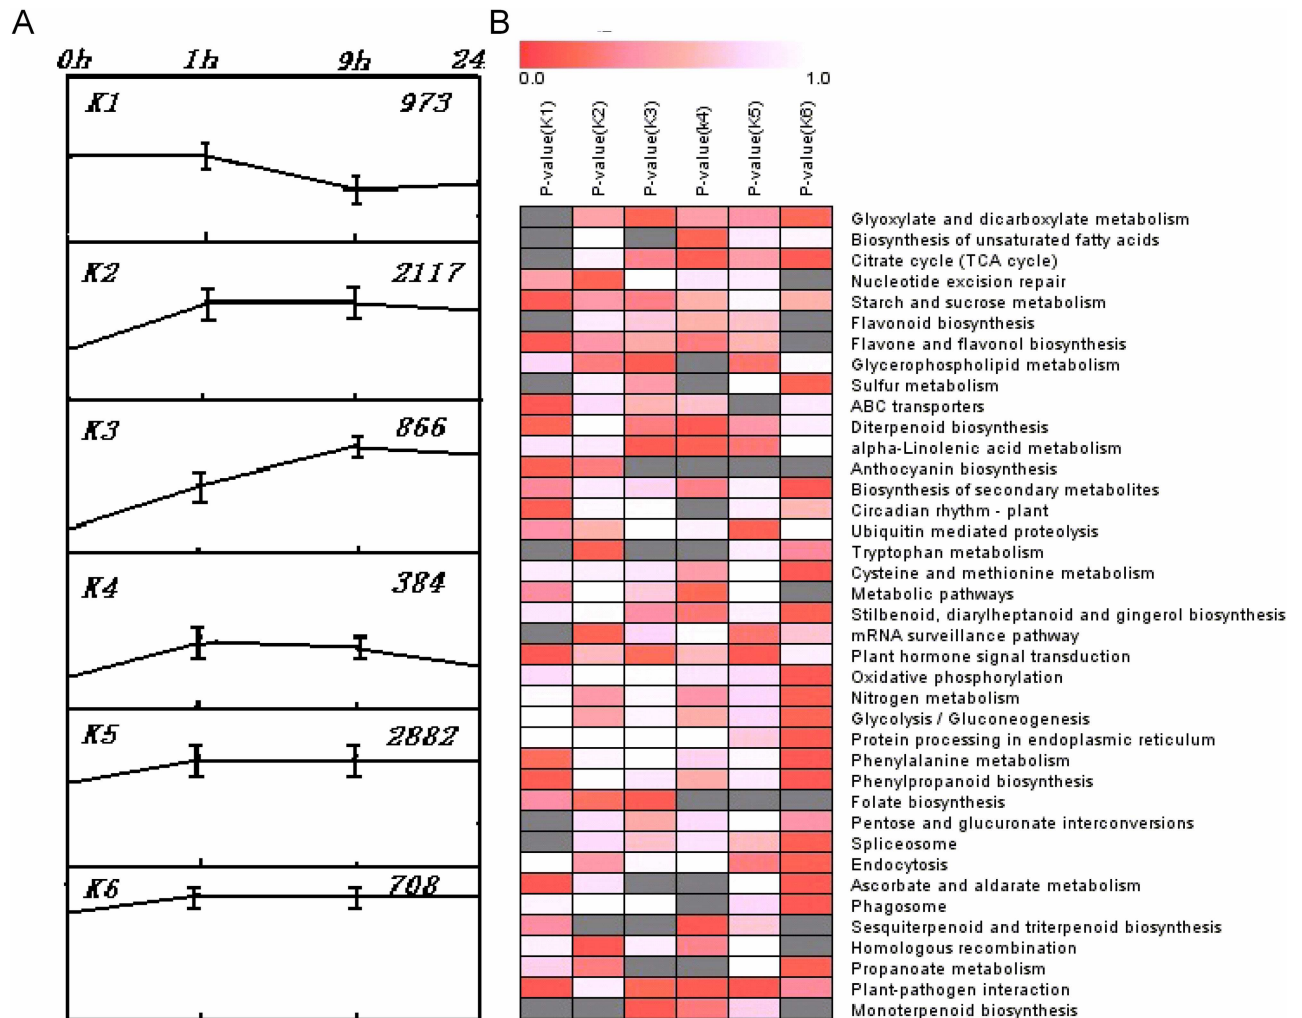 A
B
0h 1h 9h 24
K1 973
K2 2117
K3 866
K4 384
K5 2882
K6 708
0.0 1.0
P-value(K1)
P-value(K2)
P-value(K3)
P-value(k4)
P-value(K5)
P-value(K6)
Glyoxylate and dicarboxylate metabolism
Biosynthesis of unsaturated fatty acids
Citrate cycle (TCA cycle)
Nucleotide excision repair
Starch and sucrose metabolism
Flavonoid biosynthesis
Flavone and flavonol biosynthesis
Glycerophospholipid metabolism
Sulfur metabolism
ABC transporters
Diterpenoid biosynthesis
alpha-Linolenic acid metabolism
Anthocyanin biosynthesis
Biosynthesis of secondary metabolites
Circadian rhythm - plant
Ubiquitin mediated proteolysis
Tryptophan metabolism
Cysteine and methionine metabolism
Metabolic pathways
Stilbenoid, diarylheptanoid and gingerol biosynthesis
mRNA surveillance pathway
Plant hormone signal transduction
Oxidative phosphorylation
Nitrogen metabolism
Glycolysis / Gluconeogenesis
Protein processing in endoplasmic reticulum
Phenylalanine metabolism
Phenylpropanoid biosynthesis
Folate biosynthesis
Pentose and glucuronate interconversions
Spliceosome
Endocytosis
Ascorbate and aldarate metabolism
Phagosome
Sesquiterpenoid and triterpenoid biosynthesis
Homologous recombination
Propanoate metabolism
Plant-pathogen interaction
Monoterpenoid biosynthesis